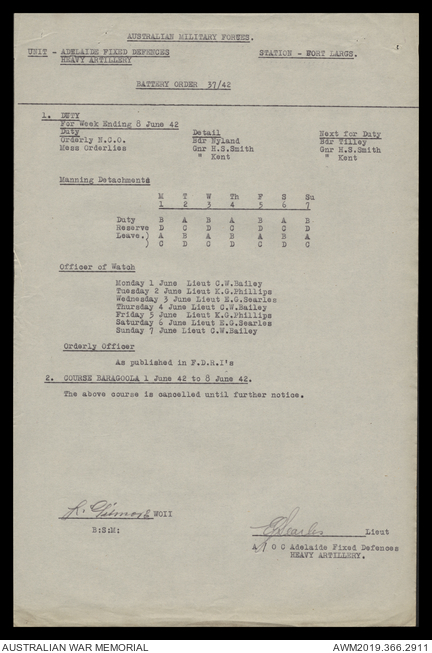 AUSTRALIAN MILITARY FORCES.
UNIT - ADELAIDE FIXED DEFENCES STATION - FORT LARGS.
HEAVY ARTILLERY
BATTERY ORDER 37/42
1. DUTY
For Week Ending 8 June 42
Duty Detail Next for Duty
Orderly N.C.O. Bdr Hyland Bdr Tilley
Mess Orderlies Gnr H.S.Smith Gnr H.S.Smith
" Kent " Kent
Manning Detachments
M T W Th F S Su
1 2 3 4 5 6 7
Duty B A B A B A B
Reserve D C D C D C D
Leave.) A B A B A B A
) C D C D C D C
Officer of Watch
Monday 1 June Lieut C.W.Bailey
Tuesday 2 June Lieut K.G.Phillips
Wednesday 3 June Lieut E.G.Searles
Thursday 4 June Lieut C.W.Bailey
Friday 5 June Lieut K.G.Phillips
Saturday 6 June Lieut E.G.Searles
Sunday 7 June Lieut C.W.Bailey
Orderly Officer
As published in F.D.R.I's
2. COURSE BARAGOOLA 1 June 42 to 8 June 42.
The above course is cancelled until further notice.
WOII
B:S:M:
EGSearles Lieut
A/ O C Adelaide Fixed Defences
HEAVY ARTILLERY.
AUSTRALIAN WAR MEMORIAL AWM2019.366.2911